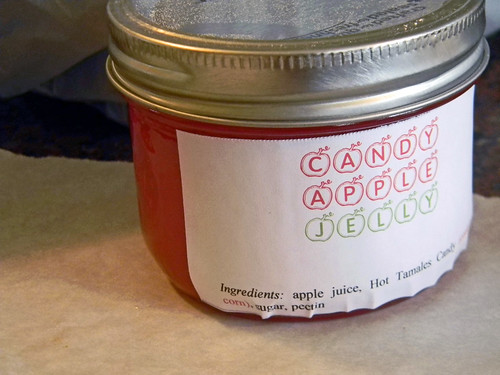 CANDY
APPLE
JELLY
Ingredients: apple juice, Hot Tamales Candy
corn), sugar, pectin